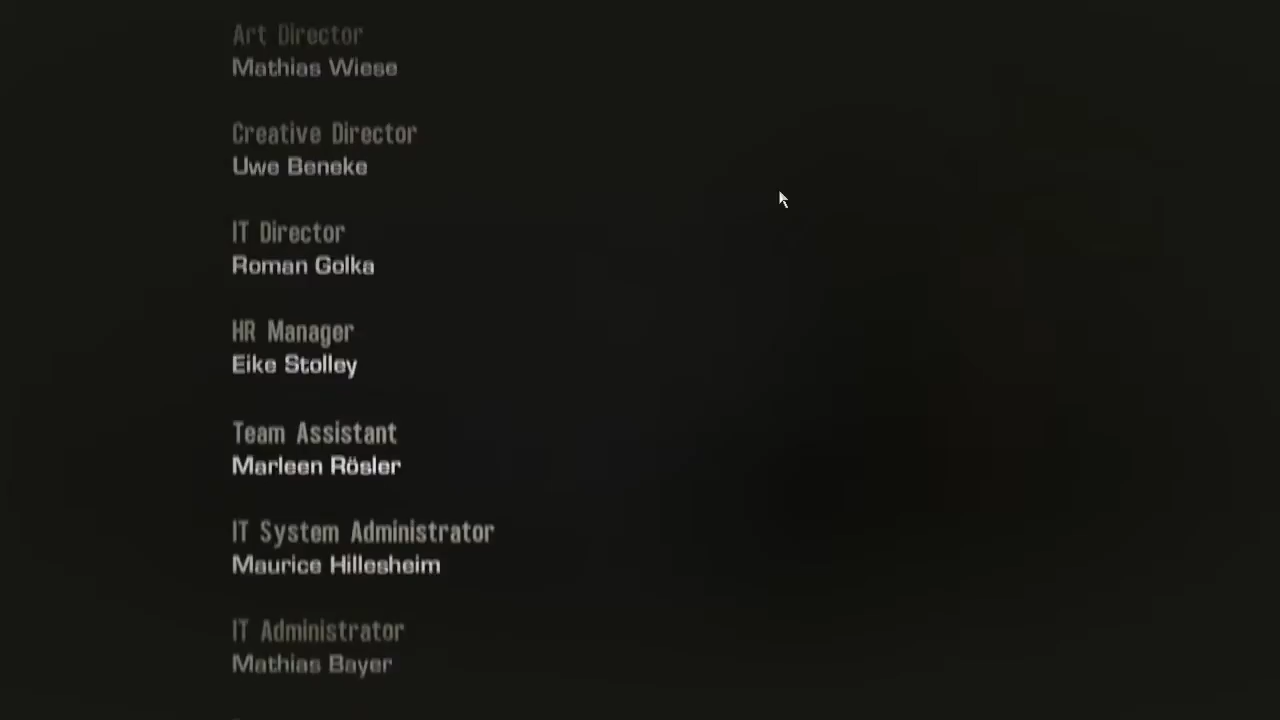 Art Director
Mathias Wiese
Creative Director
Uwe Beneke
IT Director
Roman Golka
HR Manager
Eike Stolley
Team Assistant
Marleen Rösler
IT System Administrator
Maurice Hillesheim
IT Administrator
Mathias Bayer